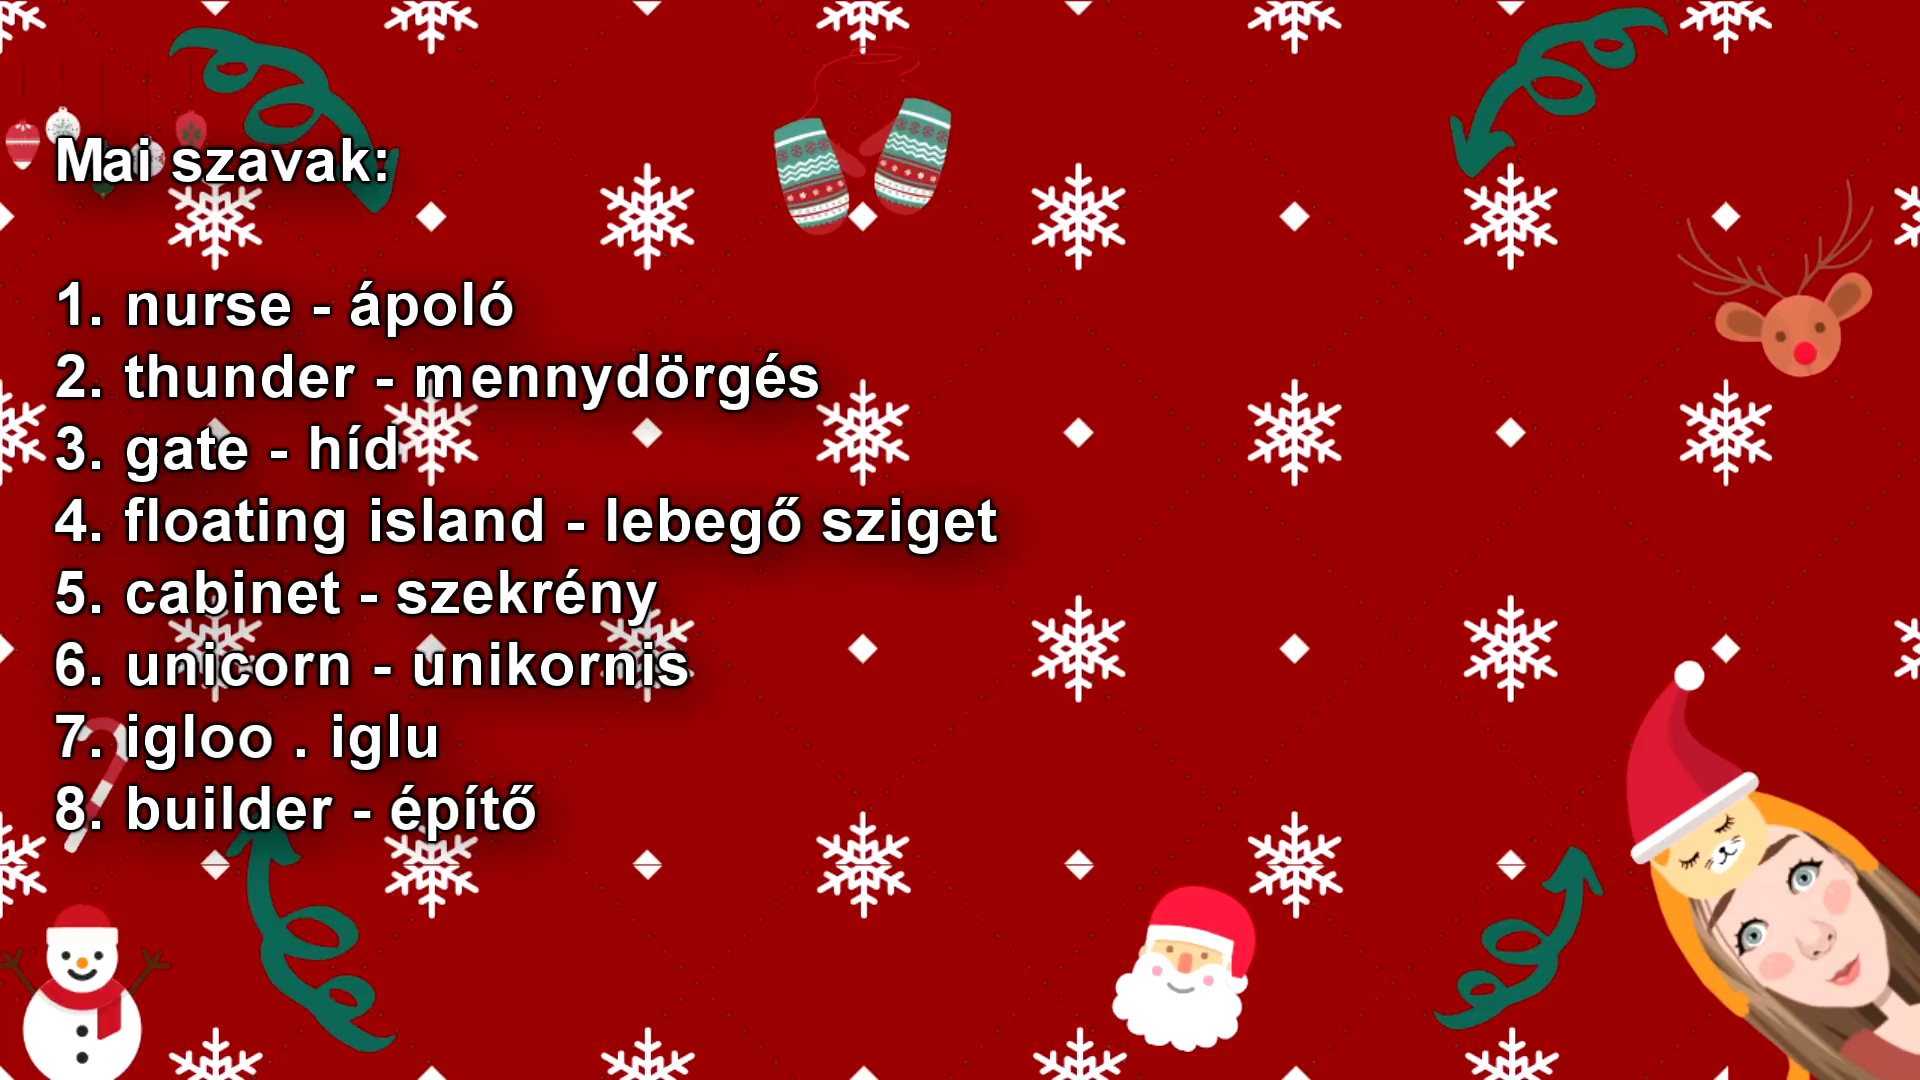 Mai szavak:
1. nurse - ápoló
2. thunder - mennydörgés
3. gate - híd
4. floating island - lebegő sziget
5. cabinet - szekrény
6. unicorn - unikornis
7. igloo . iglu
8. builder - építő